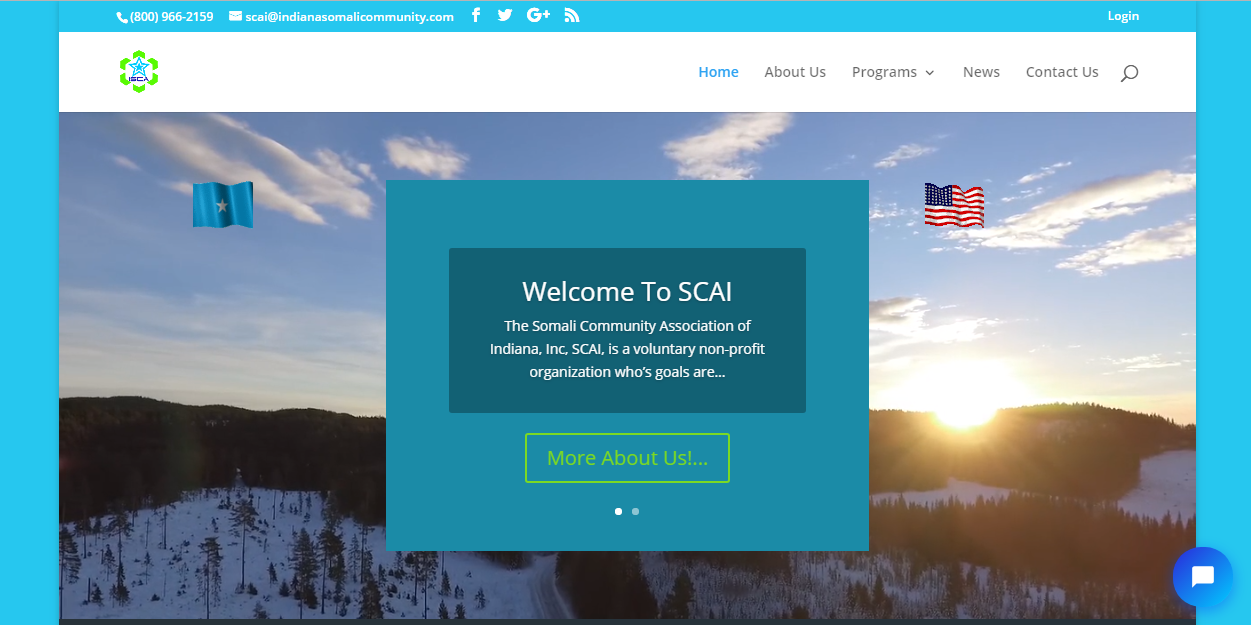 (800) 966-2159 scai@indianasomalicommunity.com Login
ISCA
Home About Us Programs News Contact Us
Welcome To SCAI
The Somali Community Association of
Indiana, Inc, SCAI, is a voluntary non-profit
organization who’s goals are...
More About Us!...